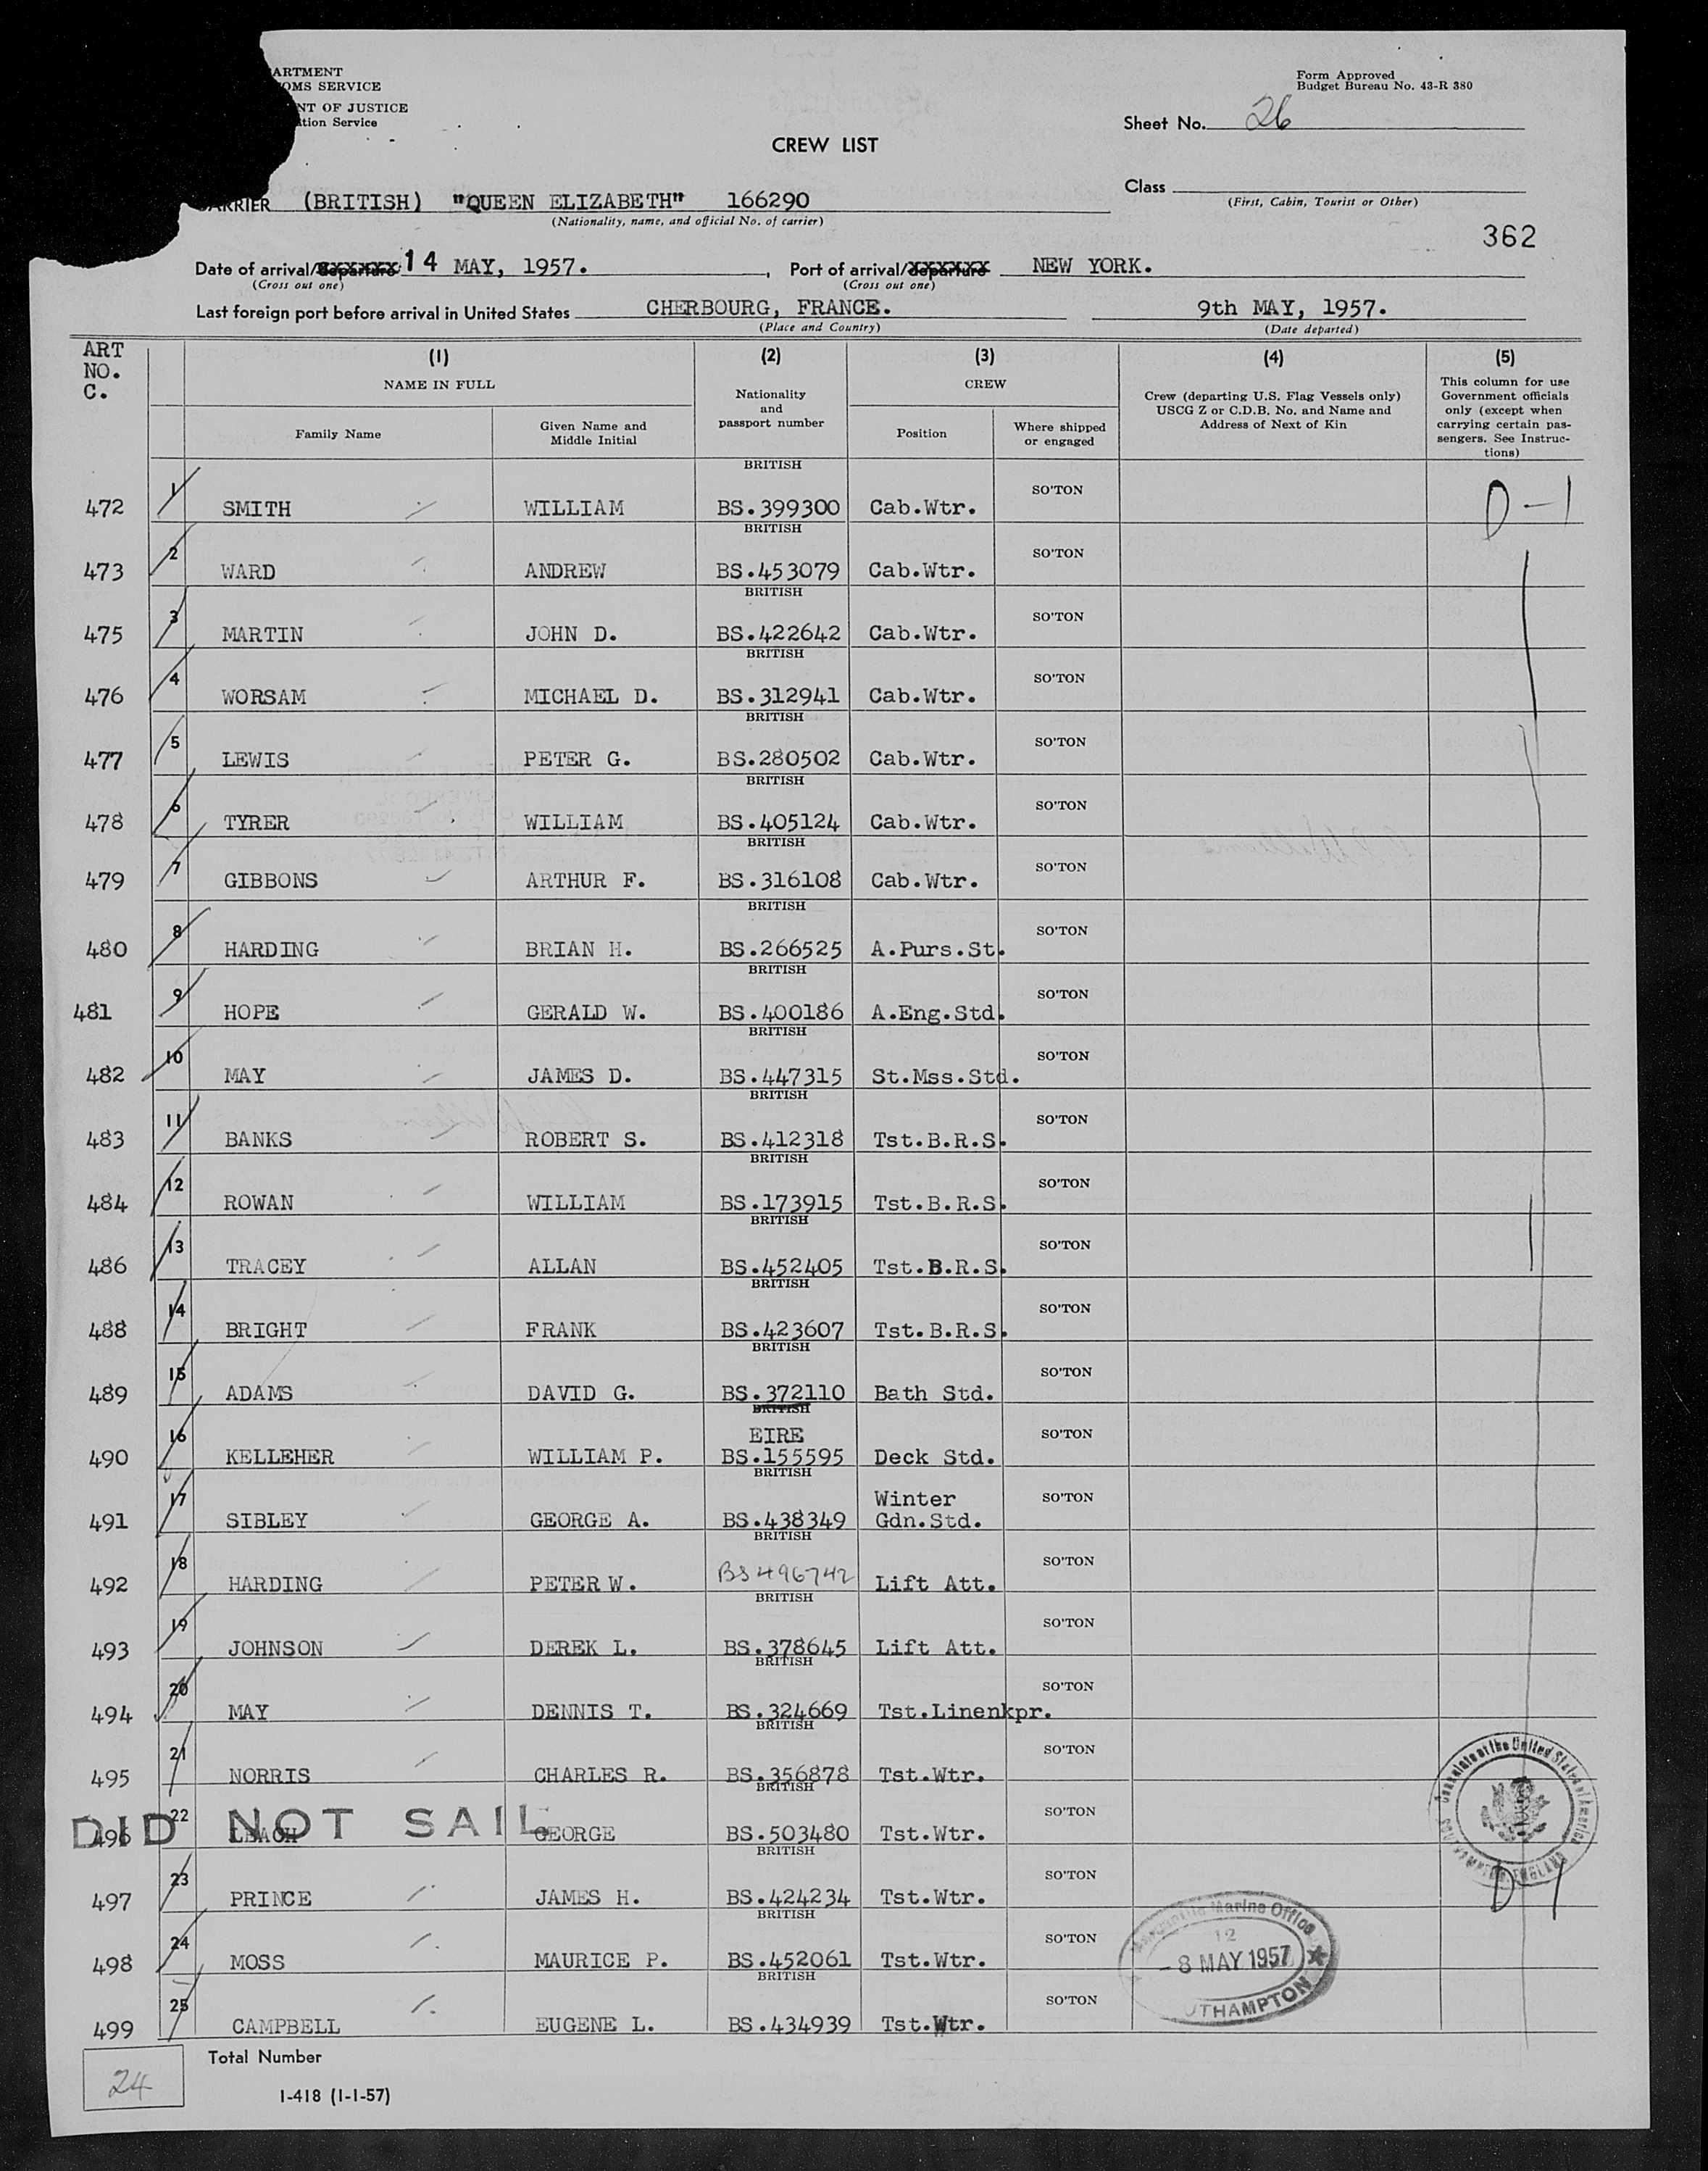 ARTMENT
OMS SERVICE
NT OF JUSTICE
tion Service
Form Approved
Budget Bureau No. 43-R 380
Sheet No. 26
CREW LIST
Class
(First, Cabin, Tourist or Other)
ARRIER (BRITISH) "QUEEN ELIZABETH" 166290
(Nationality, name, and official No. of carrier)
362
Date of arrival/departure 14 MAY, 1957. , Port of arrival/departure NEW YORK.
(Cross out one) (Cross out one)
Last foreign port before arrival in United States CHERBOURG, FRANCE. 9th MAY, 1957.
(Place and Country) (Date departed)
ART NO. C.
(1) (2) (3) (4) (5)
NAME IN FULL
Family Name
Given Name and Middle Initial
Nationality and passport number
CREW
Position
Where shipped or engaged
Crew (departing U.S. Flag Vessels only) USCG Z or C.D.B. No. and Name and Address of Next of Kin
This column for use Government officials only (except when carrying certain passengers. See Instructions)
472 1 SMITH WILLIAM BRITISH BS.399300 Cab.Wtr. SO'TON D-1
473 2 WARD ANDREW BRITISH BS.453079 Cab.Wtr. SO'TON
475 3 MARTIN JOHN D. BRITISH BS.422642 Cab.Wtr. SO'TON
476 4 WORSAM MICHAEL D. BRITISH BS.312941 Cab.Wtr. SO'TON
477 5 LEWIS PETER G. BRITISH BS.280502 Cab.Wtr. SO'TON
478 6 TYRER WILLIAM BRITISH BS.405124 Cab.Wtr. SO'TON
479 7 GIBBONS ARTHUR F. BRITISH BS.316108 Cab.Wtr. SO'TON
480 8 HARDING BRIAN H. BRITISH BS.266525 A.Purs.St. SO'TON
481 9 HOPE GERALD W. BRITISH BS.400186 A.Eng.Std. SO'TON
482 10 MAY JAMES D. BRITISH BS.447315 St.Mss.Std. SO'TON
483 11 BANKS ROBERT S. BRITISH BS.412318 Tst.B.R.S. SO'TON
484 12 ROWAN WILLIAM BRITISH BS.173915 Tst.B.R.S. SO'TON
486 13 TRACEY ALLAN BRITISH BS.452405 Tst.B.R.S. SO'TON
488 14 BRIGHT FRANK BRITISH BS.423607 Tst.B.R.S. SO'TON
489 15 ADAMS DAVID G. BRITISH BS.372110 Bath Std. SO'TON
490 16 KELLEHER WILLIAM P. BRITISH EIRE BS.155595 Deck Std. SO'TON
491 17 SIBLEY GEORGE A. BRITISH BS.438349 Winter Gdn.Std. SO'TON
492 18 HARDING PETER W. BRITISH BS 496742 Lift Att. SO'TON
493 19 JOHNSON DEREK L. BRITISH BS.378645 Lift Att. SO'TON
494 20 MAY DENNIS T. BRITISH BS.324669 Tst.Linenkpr. SO'TON
495 21 NORRIS CHARLES R. BRITISH BS.356878 Tst.Wtr. SO'TON
DID NOT SAIL
496 22 LEACH GEORGE BRITISH BS.503480 Tst.Wtr. SO'TON
497 23 PRINCE JAMES H. BRITISH BS.424234 Tst.Wtr. SO'TON D 1
498 24 MOSS MAURICE P. BRITISH BS.452061 Tst.Wtr. SO'TON
499 25 CAMPBELL EUGENE L. BRITISH BS.434939 Tst.Wtr. SO'TON
Consulate of the United States of America
ENGLAND
Marine Office
12
- 8 MAY 1957
UTHAMPTON
24 Total Number
I-418 (1-1-57)